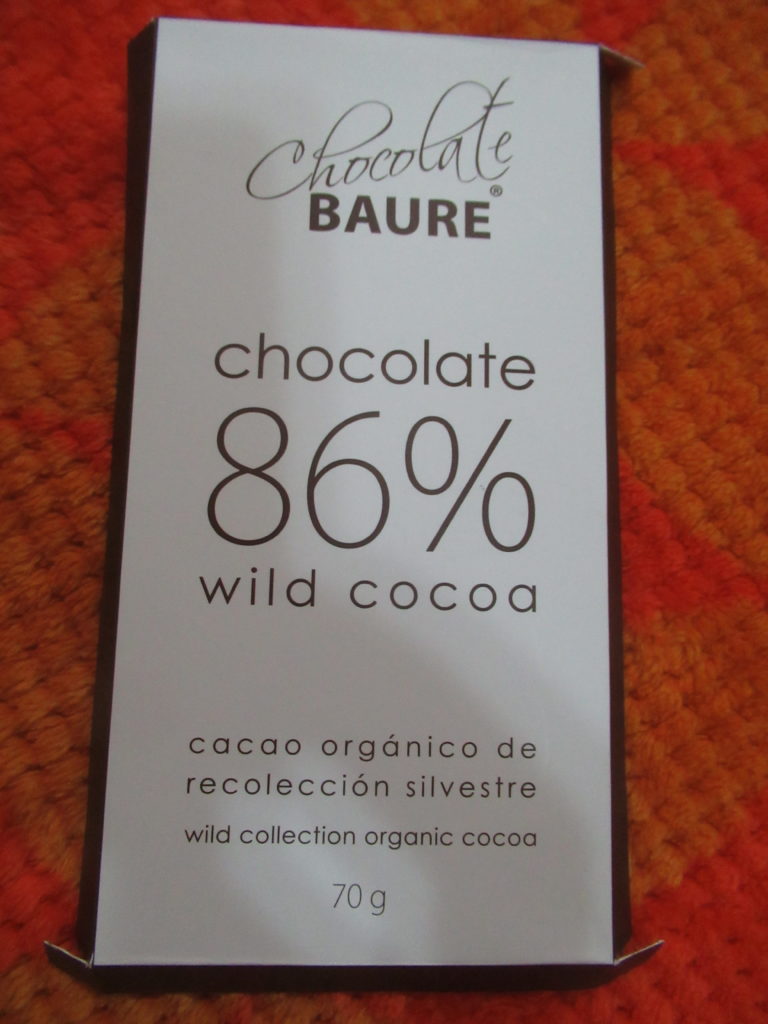 Chocolate
BAURE®
chocolate
86%
wild cocoa
cacao orgánico de
recolección silvestre
wild collection organic cocoa
70 g